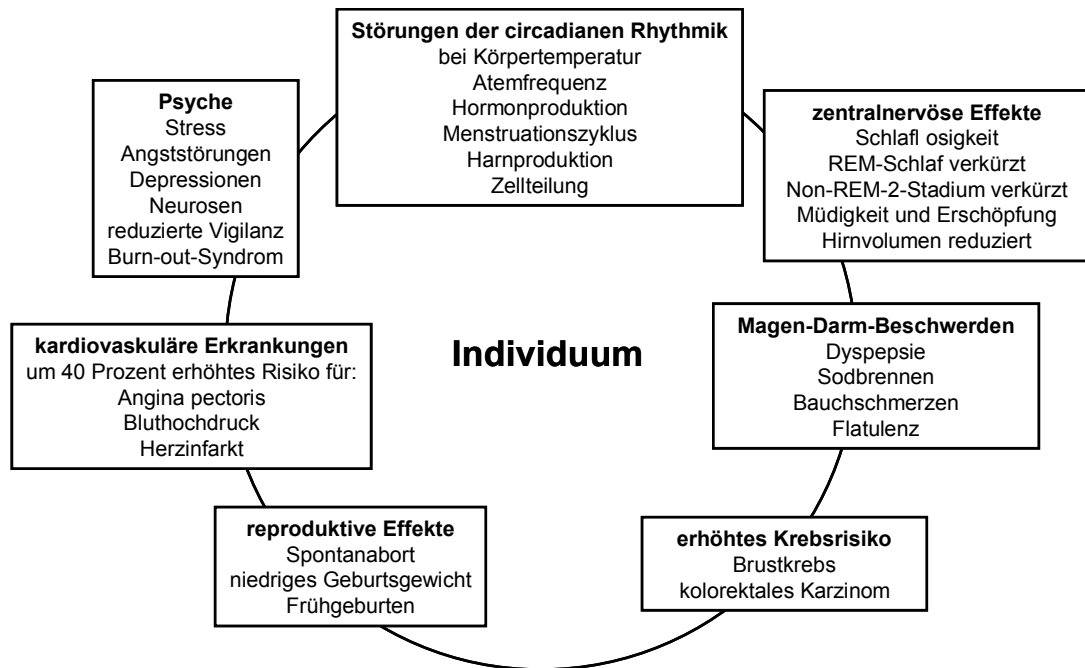 Störungen der circadianen Rhythmik
bei Körpertemperatur
Atemfrequenz
Hormonproduktion
Menstruationszyklus
Harnproduktion
Zellteilung
Psyche
Stress
Angststörungen
Depressionen
Neurosen
reduzierte Vigilanz
Burn-out-Syndrom
zentralnervöse Effekte
Schlafl osigkeit
REM-Schlaf verkürzt
Non-REM-2-Stadium verkürzt
Müdigkeit und Erschöpfung
Hirnvolumen reduziert
kardiovaskuläre Erkrankungen
um 40 Prozent erhöhtes Risiko für:
Angina pectoris
Bluthochdruck
Herzinfarkt
Individuum
Magen-Darm-Beschwerden
Dyspepsie
Sodbrennen
Bauchschmerzen
Flatulenz
reproduktive Effekte
Spontanabort
niedriges Geburtsgewicht
Frühgeburten
erhöhtes Krebsrisiko
Brustkrebs
kolorektales Karzinom